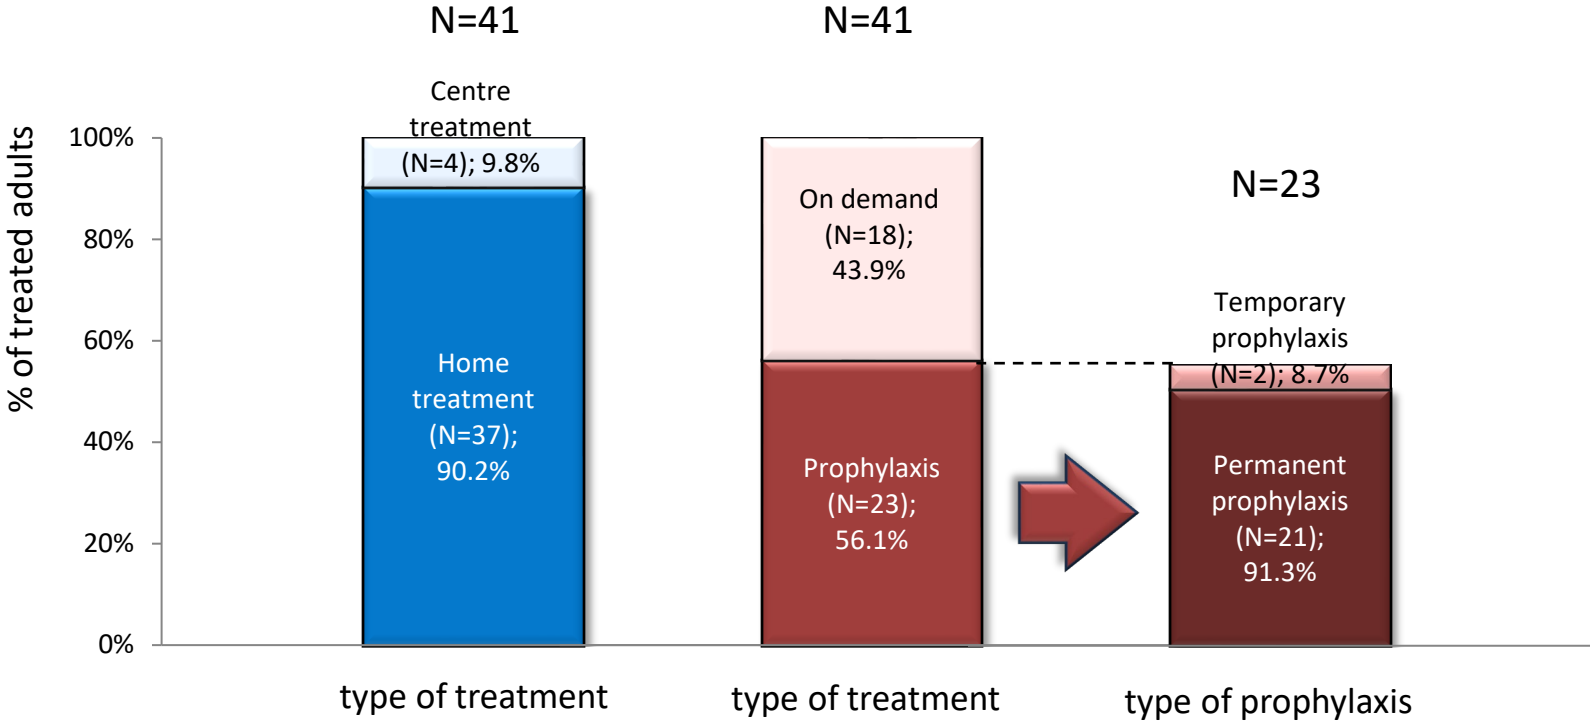 N=41
N=41
N=23
% of treated adults
100%
80%
60%
40%
20%
0%
Centre
treatment
(N=4); 9.8%
Home
treatment
(N=37);
90.2%
On demand
(N=18);
43.9%
Prophylaxis
(N=23);
56.1%
Temporary
prophylaxis
(N=2); 8.7%
Permanent
prophylaxis
(N=21);
91.3%
type of treatment
type of treatment
type of prophylaxis